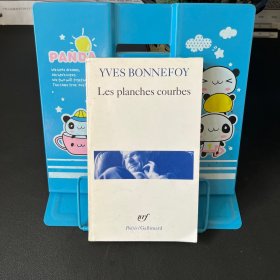 PANDA
YVES BONNEFOY
Les planches courbes
nrf
Poésie/Gallimard